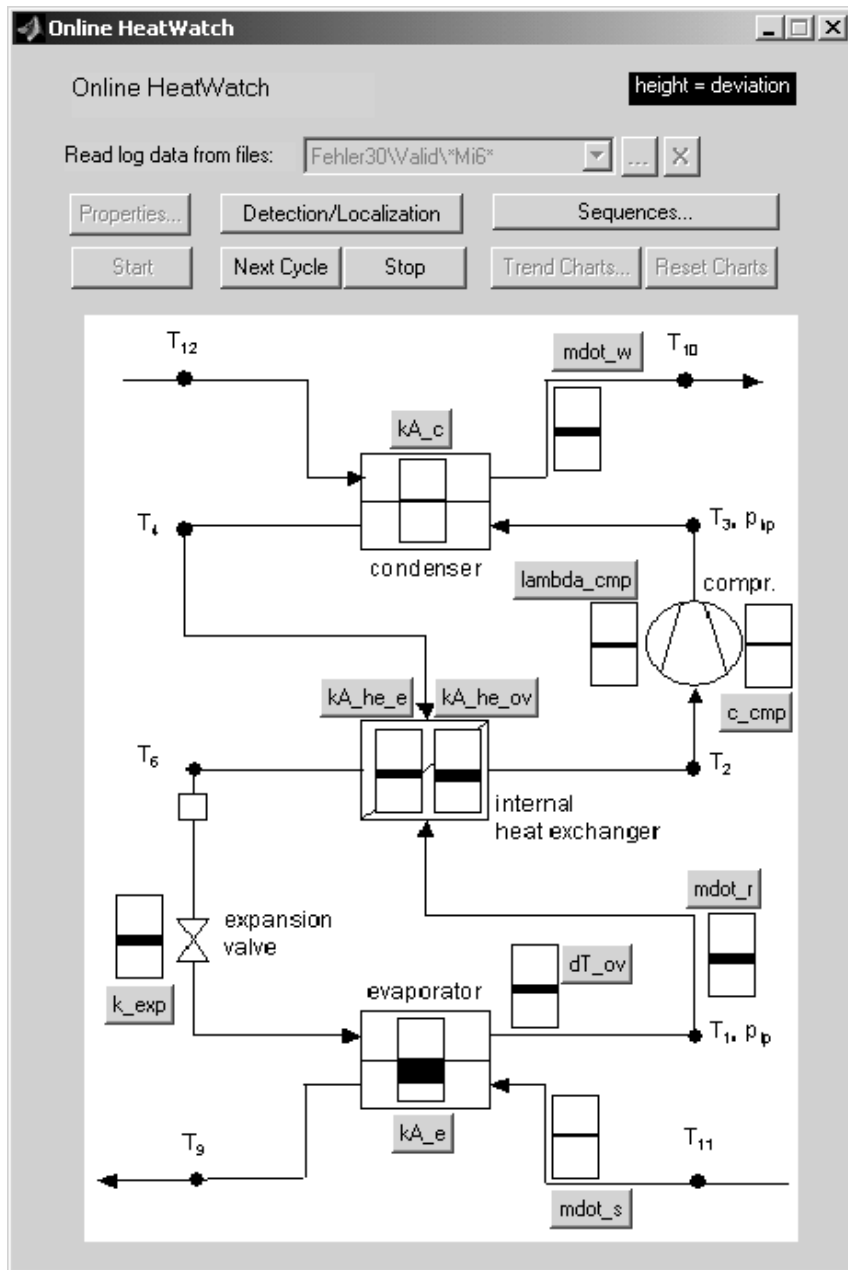 Online HeatWatch
Online HeatWatch
height = deviation
Read log data from files:
Fehler30\Valid\*Mi6*
...
X
Properties...
Detection/Localization
Sequences...
Start
Next Cycle
Stop
Trend Charts...
Reset Charts
T12
mdot_w
T10
kA_c
T4
T3, php
condenser
lambda_cmp
compr.
kA_he_e
kA_he_ov
c_cmp
T6
T2
internal
heat exchanger
mdot_r
expansion
valve
dT_ov
k_exp
evaporator
T1, plp
kA_e
T9
T11
mdot_s